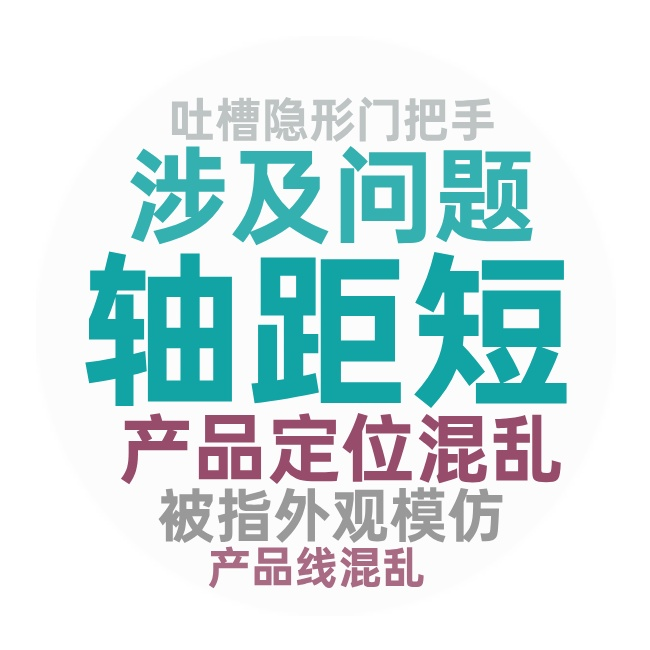 吐槽隐形门把手
涉及问题
轴距短
产品定位混乱
被指外观模仿
产品线混乱